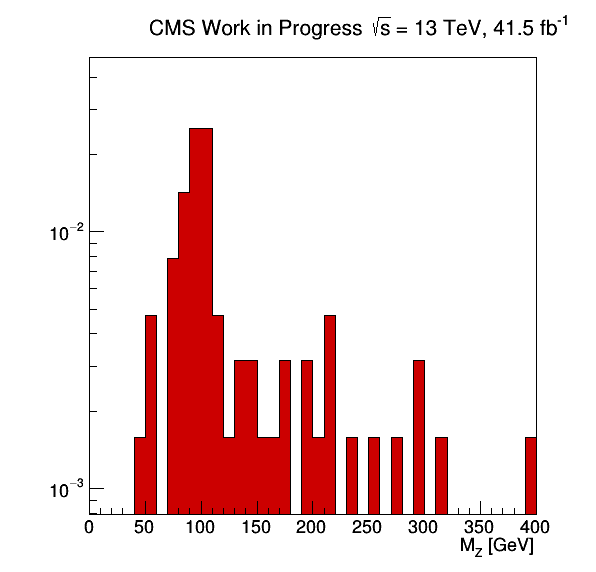 CMS Work in Progress √s = 13 TeV, 41.5 fb⁻¹
10⁻²
10⁻³
0 50 100 150 200 250 300 350 400
M_Z [GeV]